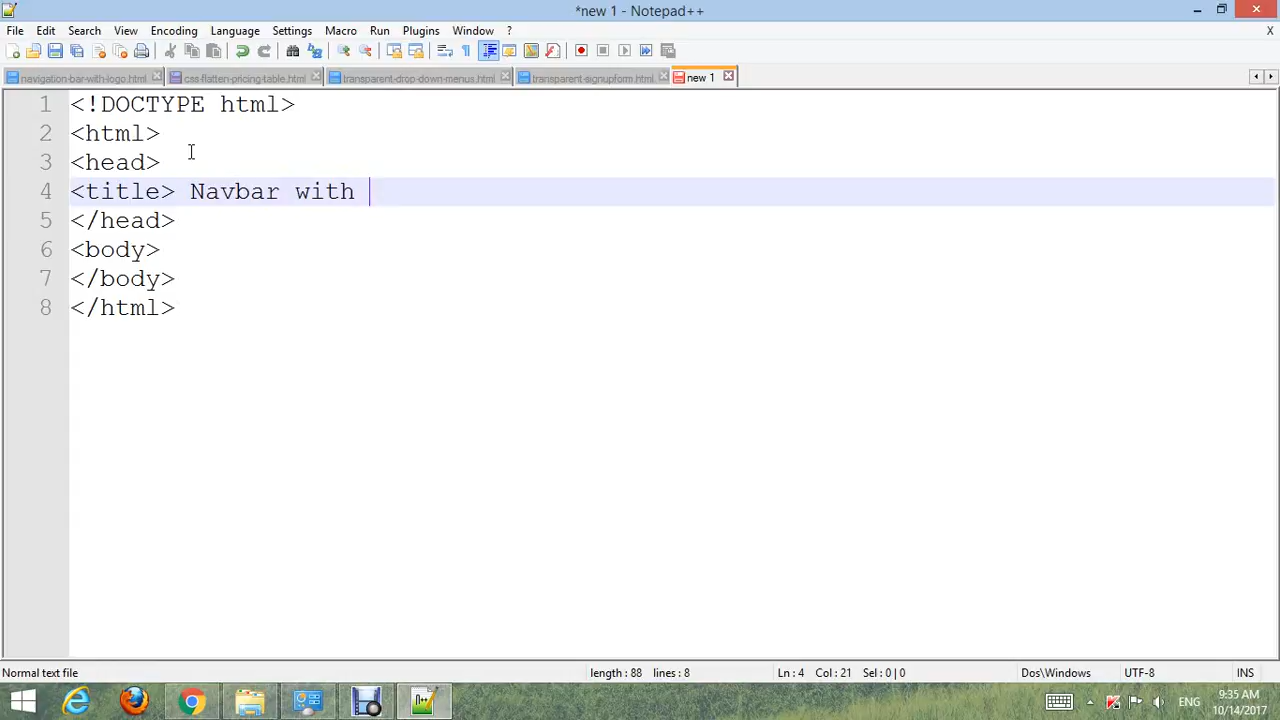 *new 1 - Notepad++
File Edit Search View Encoding Language Settings Macro Run Plugins Window ? X
navigation-bar-with-logo.html css-flatten-pricing-table.html transparent-drop-down-menus.html transparent-signupform.html new 1
1 <!DOCTYPE html>
2 <html>
3 <head>
4 <title> Navbar with
5 </head>
6 <body>
7 </body>
8 </html>
Normal text file length : 88 lines : 8 Ln : 4 Col : 21 Sel : 0 | 0 Dos\Windows UTF-8 INS
ENG 9:35 AM
10/14/2017